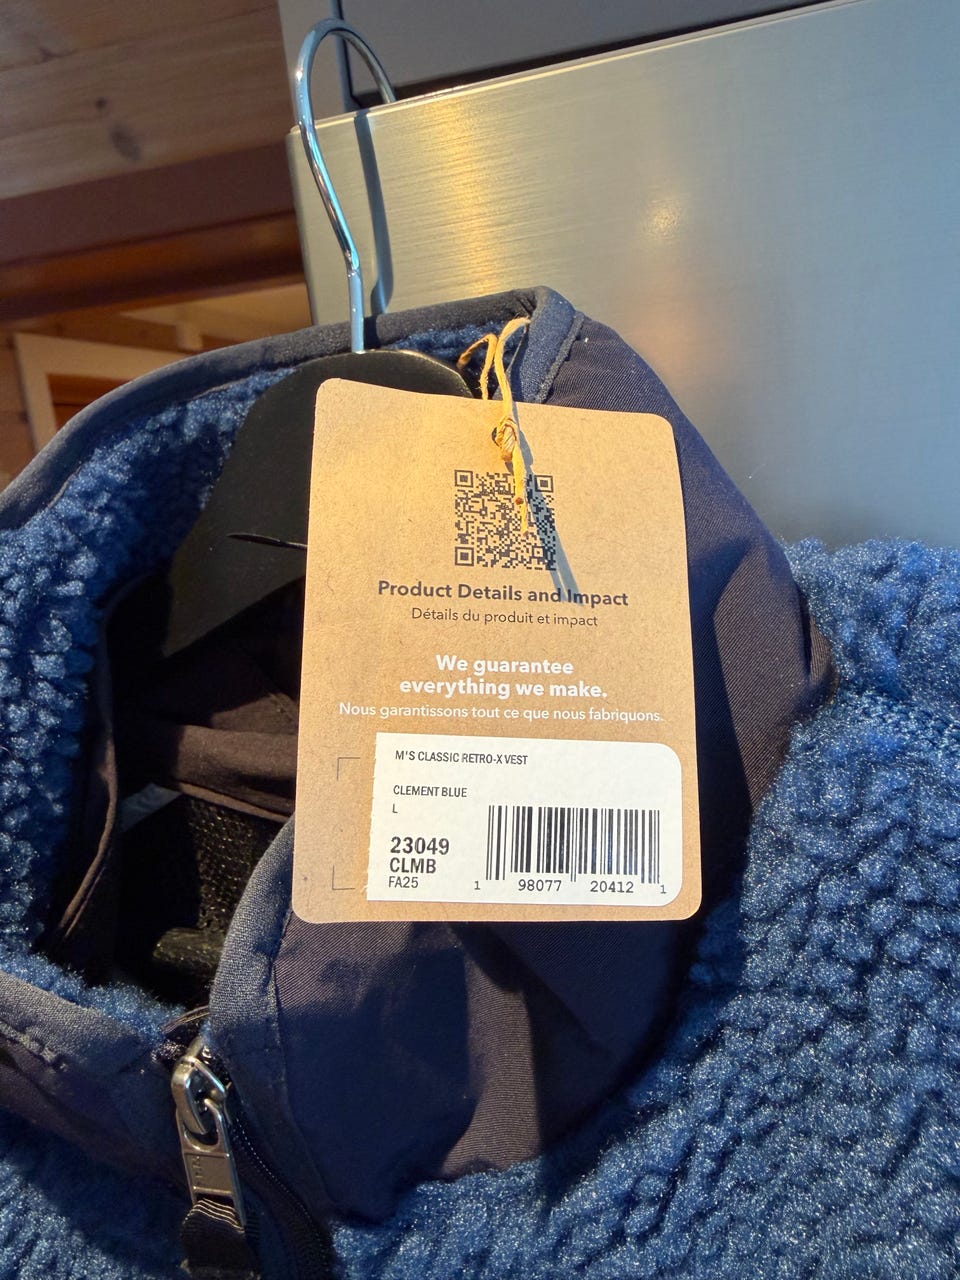 Product Details and Impact
Détails du produit et impact
We guarantee
everything we make.
Nous garantissons tout ce que nous fabriquons.
M'S CLASSIC RETRO-X VEST
CLEMENT BLUE
L
23049
CLMB
FA25
1 98077 20412 1